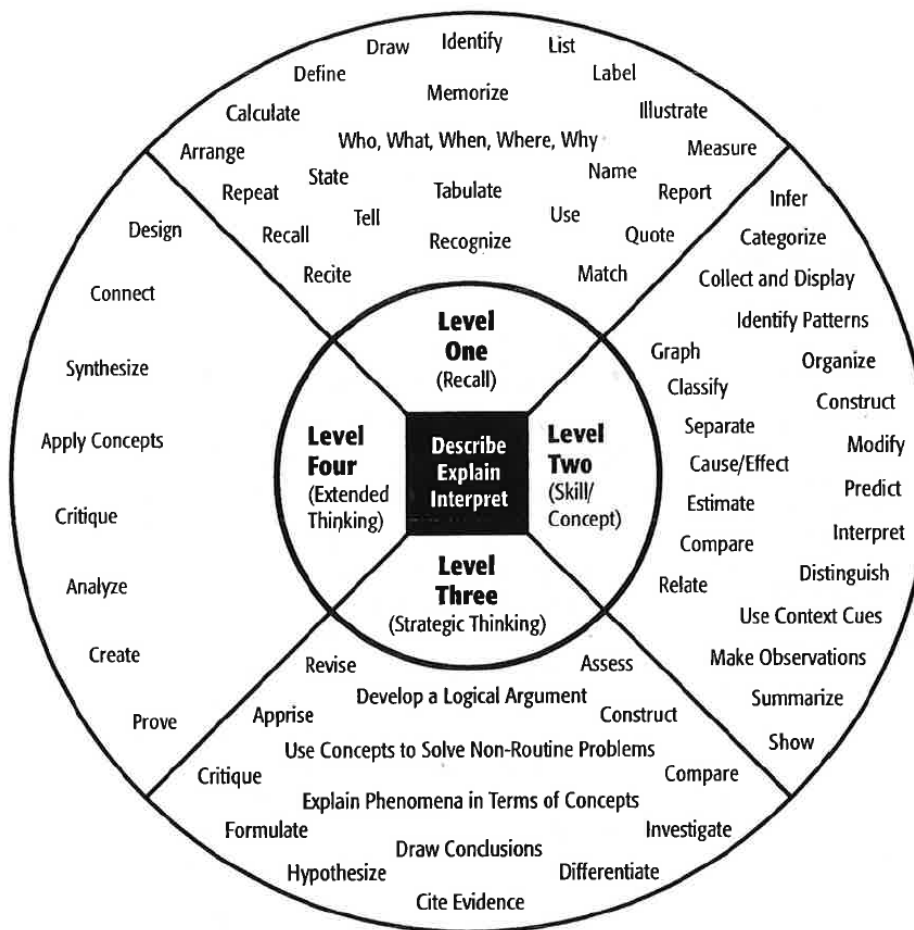 Draw
Identify
List
Define
Label
Memorize
Calculate
Illustrate
Who, What, When, Where, Why
Arrange
Measure
State
Name
Repeat
Tabulate
Report
Tell
Use
Recall
Recognize
Quote
Recite
Match
Infer
Categorize
Collect and Display
Identify Patterns
Graph
Organize
Classify
Construct
Separate
Modify
Cause/Effect
Predict
Estimate
Interpret
Compare
Distinguish
Relate
Use Context Cues
Make Observations
Summarize
Show
Design
Connect
Synthesize
Apply Concepts
Critique
Analyze
Create
Prove
Level
One
(Recall)
Level
Four
(Extended
Thinking)
Describe
Explain
Interpret
Level
Two
(Skill/
Concept)
Level
Three
(Strategic Thinking)
Revise
Assess
Develop a Logical Argument
Apprise
Construct
Use Concepts to Solve Non-Routine Problems
Critique
Compare
Explain Phenomena in Terms of Concepts
Formulate
Investigate
Draw Conclusions
Hypothesize
Differentiate
Cite Evidence